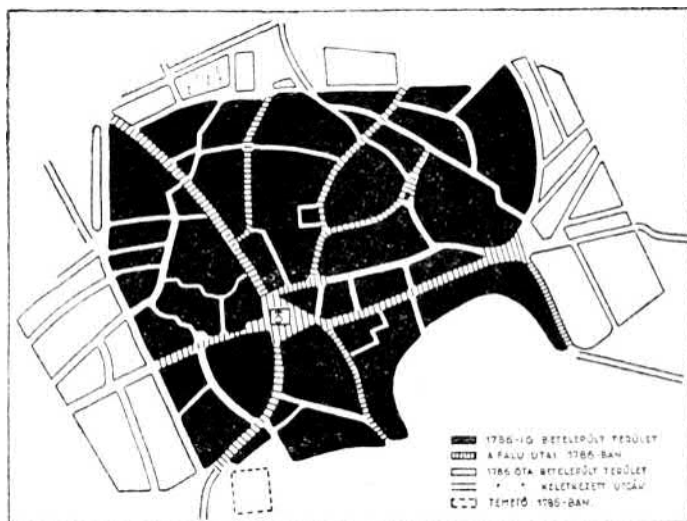 1786-IG BETELEPÜLT TERÜLET
A FALU UTAI 1786-BAN
1786 ÓTA BETELEPÜLT TERÜLET
" " KELETKEZETT UTCÁK
TEMETŐ 1786-BAN